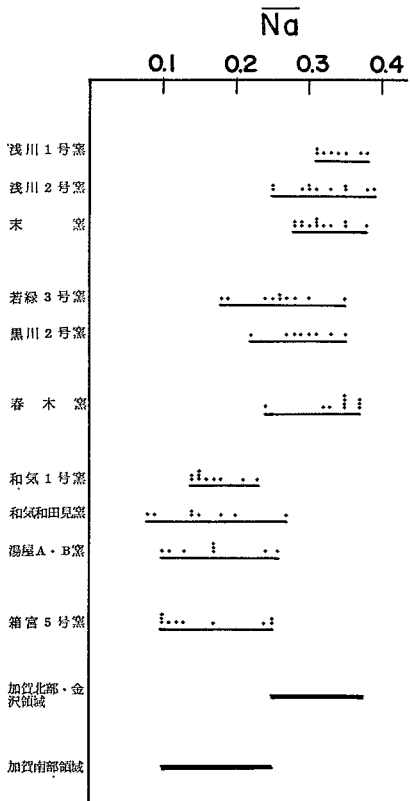 Na
0.1 0.2 0.3 0.4
浅川1号窯
浅川2号窯
末窯
若緑3号窯
黒川2号窯
春木窯
和気1号窯
和気和田見窯
湯屋A・B窯
箱宮5号窯
加賀北部・金
沢領域
加賀南部領域